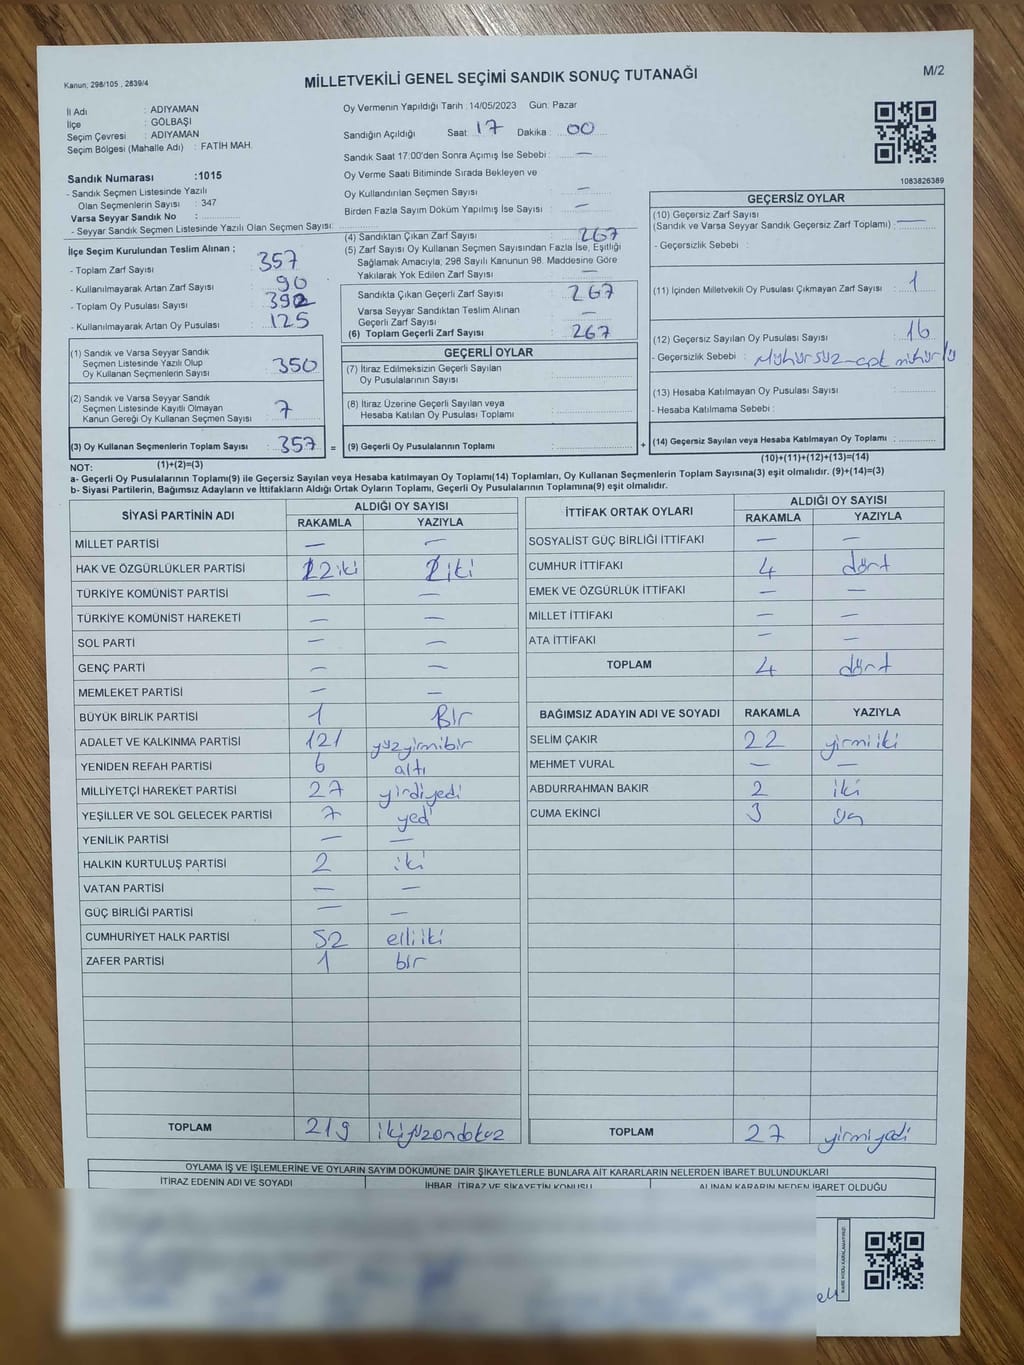 Kanun; 298/105 , 2839/4
MİLLETVEKİLİ GENEL SEÇİMİ SANDIK SONUÇ TUTANAĞI
M/2
İl Adı : ADIYAMAN
İlçe : GÖLBAŞI
Seçim Çevresi : ADIYAMAN
Seçim Bölgesi (Mahalle Adı) : FATİH MAH.
Sandık Numarası :1015
- Sandık Seçmen Listesinde Yazılı
Olan Seçmenlerin Sayısı : 347
Varsa Seyyar Sandık No :
- Seyyar Sandık Seçmen Listesinde Yazılı Olan Seçmen Sayısı:
Oy Vermenin Yapıldığı Tarih :14/05/2023 Gün: Pazar
Sandığın Açıldığı Saat: 17 Dakika : 00
Sandık Saat 17:00'den Sonra Açımış İse Sebebi : —
Oy Verme Saati Bitiminde Sırada Bekleyen ve
Oy Kullandırılan Seçmen Sayısı : —
Birden Fazla Sayım Döküm Yapılmış İse Sayısı : —
1083826389
İlçe Seçim Kurulundan Teslim Alınan ;
- Toplam Zarf Sayısı : 357
- Kullanılmayarak Artan Zarf Sayısı : 90
- Toplam Oy Pusulası Sayısı : 392
- Kullanılmayarak Artan Oy Pusulası : 125
(1) Sandık ve Varsa Seyyar Sandık
Seçmen Listesinde Yazılı Olup
Oy Kullanan Seçmenlerin Sayısı : 350
(2) Sandık ve Varsa Seyyar Sandık
Seçmen Listesinde Kayıtlı Olmayan
Kanun Gereği Oy Kullanan Seçmen Sayısı : 7
(3) Oy Kullanan Seçmenlerin Toplam Sayısı : 357 =
(4) Sandıktan Çıkan Zarf Sayısı : 267
(5) Zarf Sayısı Oy Kullanan Seçmen Sayısından Fazla İse, Eşitliği
Sağlamak Amacıyla; 298 Sayılı Kanunun 98. Maddesine Göre
Yakılarak Yok Edilen Zarf Sayısı : —
Sandıkta Çıkan Geçerli Zarf Sayısı : 267
Varsa Seyyar Sandıktan Teslim Alınan
Geçerli Zarf Sayısı : —
(6) Toplam Geçerli Zarf Sayısı : 267
GEÇERLİ OYLAR
(7) İtiraz Edilmeksizin Geçerli Sayılan
Oy Pusulalarının Sayısı :
(8) İtiraz Üzerine Geçerli Sayılan veya
Hesaba Katılan Oy Pusulası Toplamı :
(9) Geçerli Oy Pusulalarının Toplamı : +
GEÇERSİZ OYLAR
(10) Geçersiz Zarf Sayısı
(Sandık ve Varsa Seyyar Sandık Geçersiz Zarf Toplamı) : —
- Geçersizlik Sebebi :
(11) İçinden Milletvekili Oy Pusulası Çıkmayan Zarf Sayısı : 1
(12) Geçersiz Sayılan Oy Pusulası Sayısı : 16
- Geçersizlik Sebebi : Mühürsüz
(13) Hesaba Katılmayan Oy Pusulası Sayısı :
- Hesaba Katılmama Sebebi :
(14) Geçersiz Sayılan veya Hesaba Katılmayan Oy Toplamı :
NOT: (1)+(2)=(3) (10)+(11)+(12)+(13)=(14)
a- Geçerli Oy Pusulalarının Toplamı(9) ile Geçersiz Sayılan veya Hesaba katılmayan Oy Toplamı(14) Toplamları, Oy Kullanan Seçmenlerin Toplam Sayısına(3) eşit olmalıdır. (9)+(14)=(3)
b- Siyasi Partilerin, Bağımsız Adayların ve İttifakların Aldığı Ortak Oyların Toplamı, Geçerli Oy Pusulalarının Toplamına(9) eşit olmalıdır.
SİYASİ PARTİNİN ADI ALDIĞI OY SAYISI
RAKAMLA YAZIYLA
MİLLET PARTİSİ — —
HAK VE ÖZGÜRLÜKLER PARTİSİ 2 iki iki
TÜRKİYE KOMÜNİST PARTİSİ — —
TÜRKİYE KOMÜNİST HAREKETİ — —
SOL PARTİ — —
GENÇ PARTİ — —
MEMLEKET PARTİSİ — —
BÜYÜK BİRLİK PARTİSİ 1 Bir
ADALET VE KALKINMA PARTİSİ 121 yüzyirmibir
YENİDEN REFAH PARTİSİ 6 altı
MİLLİYETÇİ HAREKET PARTİSİ 27 yirdiyedi
YEŞİLLER VE SOL GELECEK PARTİSİ 7 yedi
YENİLİK PARTİSİ — —
HALKIN KURTULUŞ PARTİSİ 2 iki
VATAN PARTİSİ — —
GÜÇ BİRLİĞİ PARTİSİ — —
CUMHURİYET HALK PARTİSİ 52 elliiki
ZAFER PARTİSİ 1 bir
TOPLAM 219 ikiyüzondokuz
İTTİFAK ORTAK OYLARI ALDIĞI OY SAYISI
RAKAMLA YAZIYLA
SOSYALİST GÜÇ BİRLİĞİ İTTİFAKI — —
CUMHUR İTTİFAKI 4 dört
EMEK VE ÖZGÜRLÜK İTTİFAKI — —
MİLLET İTTİFAKI — —
ATA İTTİFAKI — —
TOPLAM 4 dört
BAĞIMSIZ ADAYIN ADI VE SOYADI RAKAMLA YAZIYLA
SELİM ÇAKIR 22 yirmiiki
MEHMET VURAL — —
ABDURRAHMAN BAKIR 2 iki
CUMA EKİNCİ 3 üç
TOPLAM 27 yirmiyedi
OYLAMA İŞ VE İŞLEMLERİNE VE OYLARIN SAYIM DÖKÜMÜNE DAİR ŞİKAYETLERLE BUNLARA AİT KARARLARIN NELERDEN İBARET BULUNDUKLARI
İTİRAZ EDENİN ADI VE SOYADI İHBAR, İTİRAZ VE ŞİKAYETİN KONUSU ALINAN KARARIN NEDEN İBARET OLDUĞU